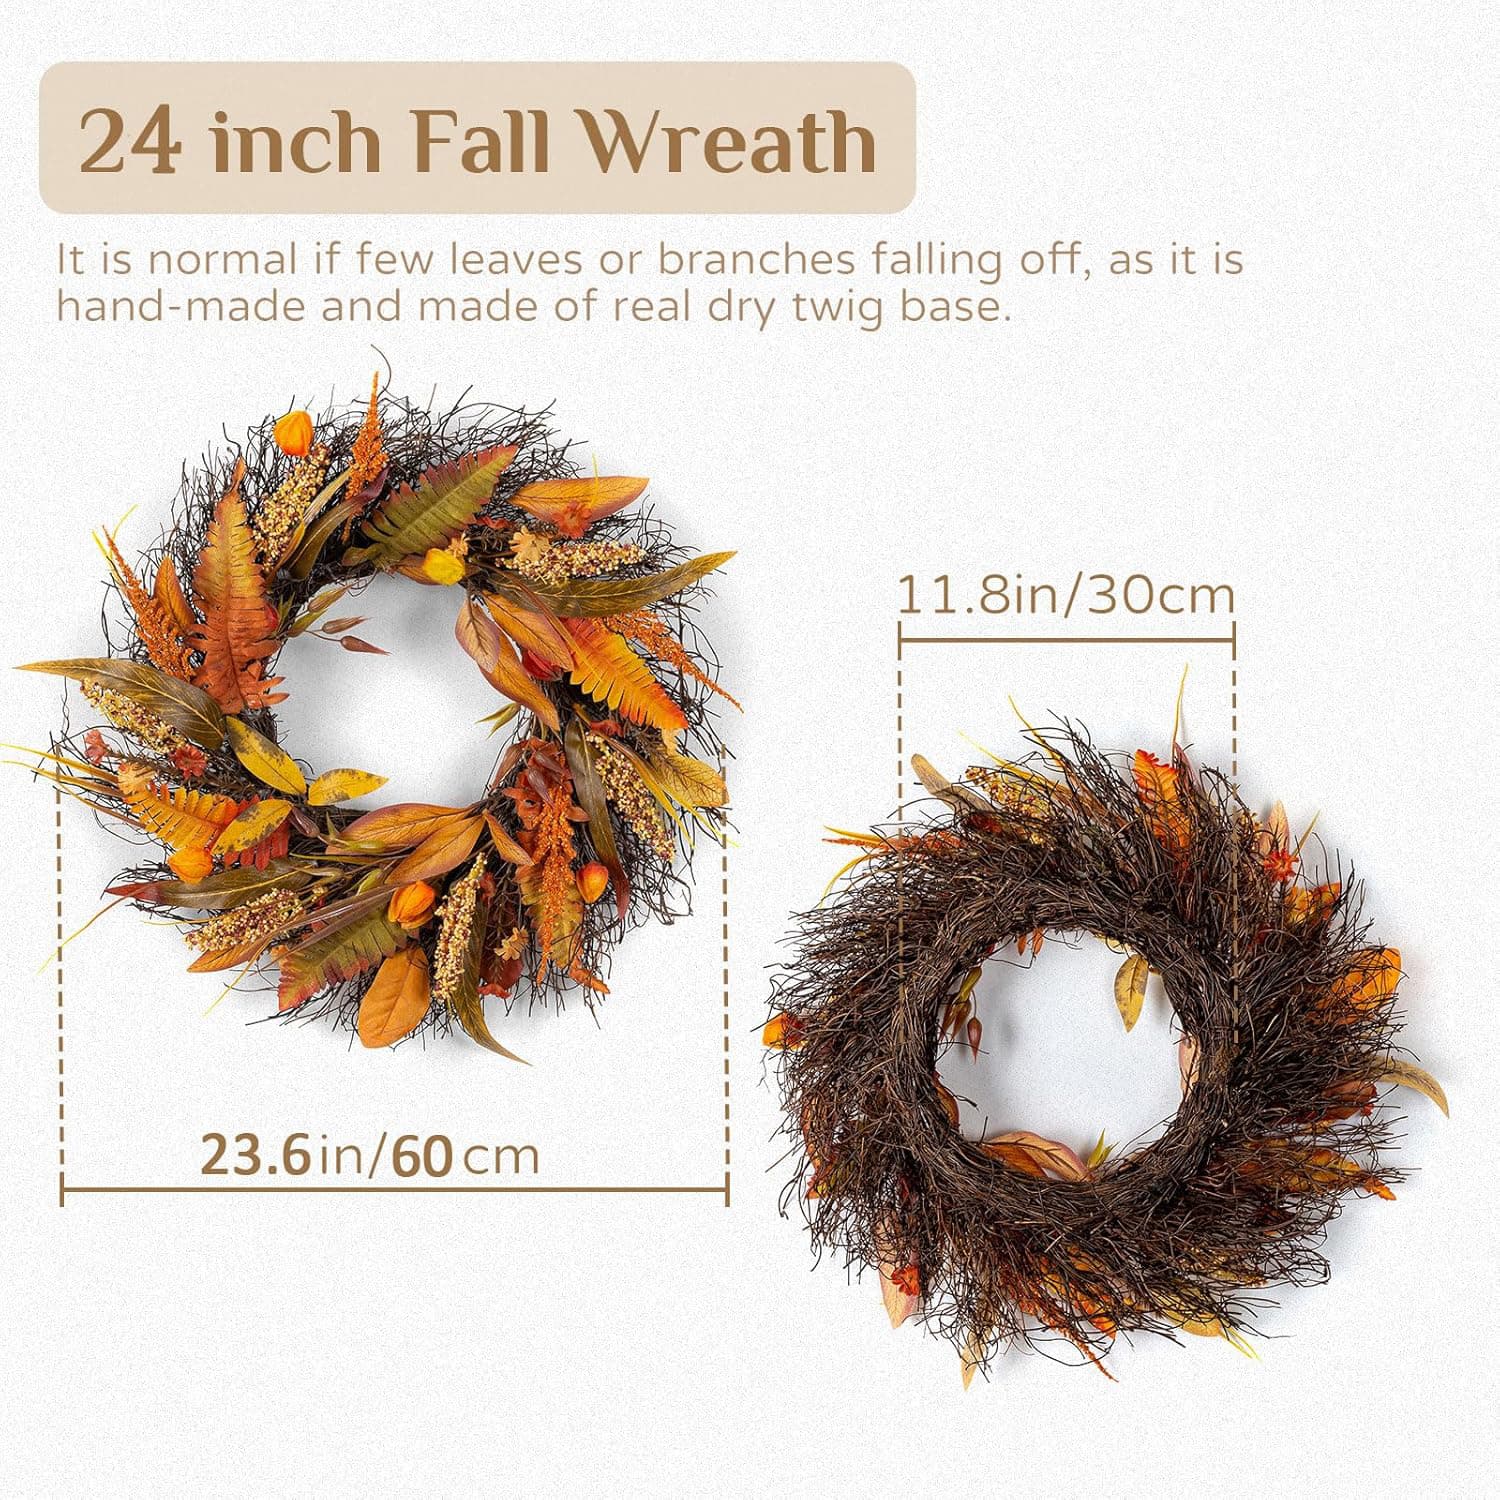 24 inch Fall Wreath
It is normal if few leaves or branches falling off, as it is
hand-made and made of real dry twig base.
11.8in/30cm
23.6in/60cm